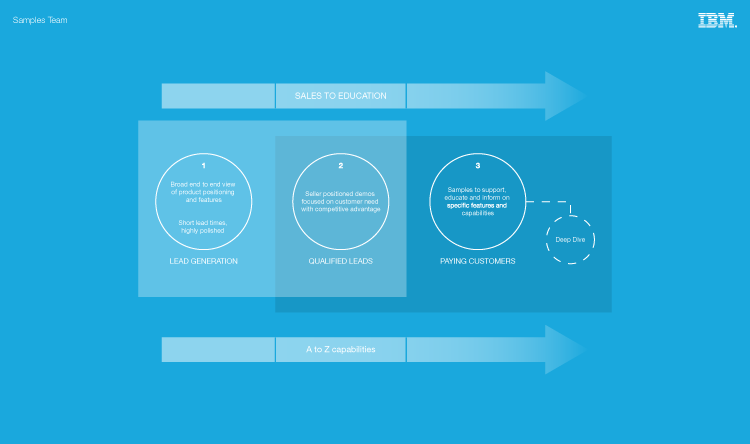 Samples Team
IBM.
SALES TO EDUCATION
1
Broad end to end view
of product positioning
and features
Short lead times,
highly polished
LEAD GENERATION
2
Seller positioned demos
focused on customer need
with competitive advantage
QUALIFIED LEADS
3
Samples to support,
educate and inform on
specific features and
capabilities
PAYING CUSTOMERS
Deep Dive
A to Z capabilities